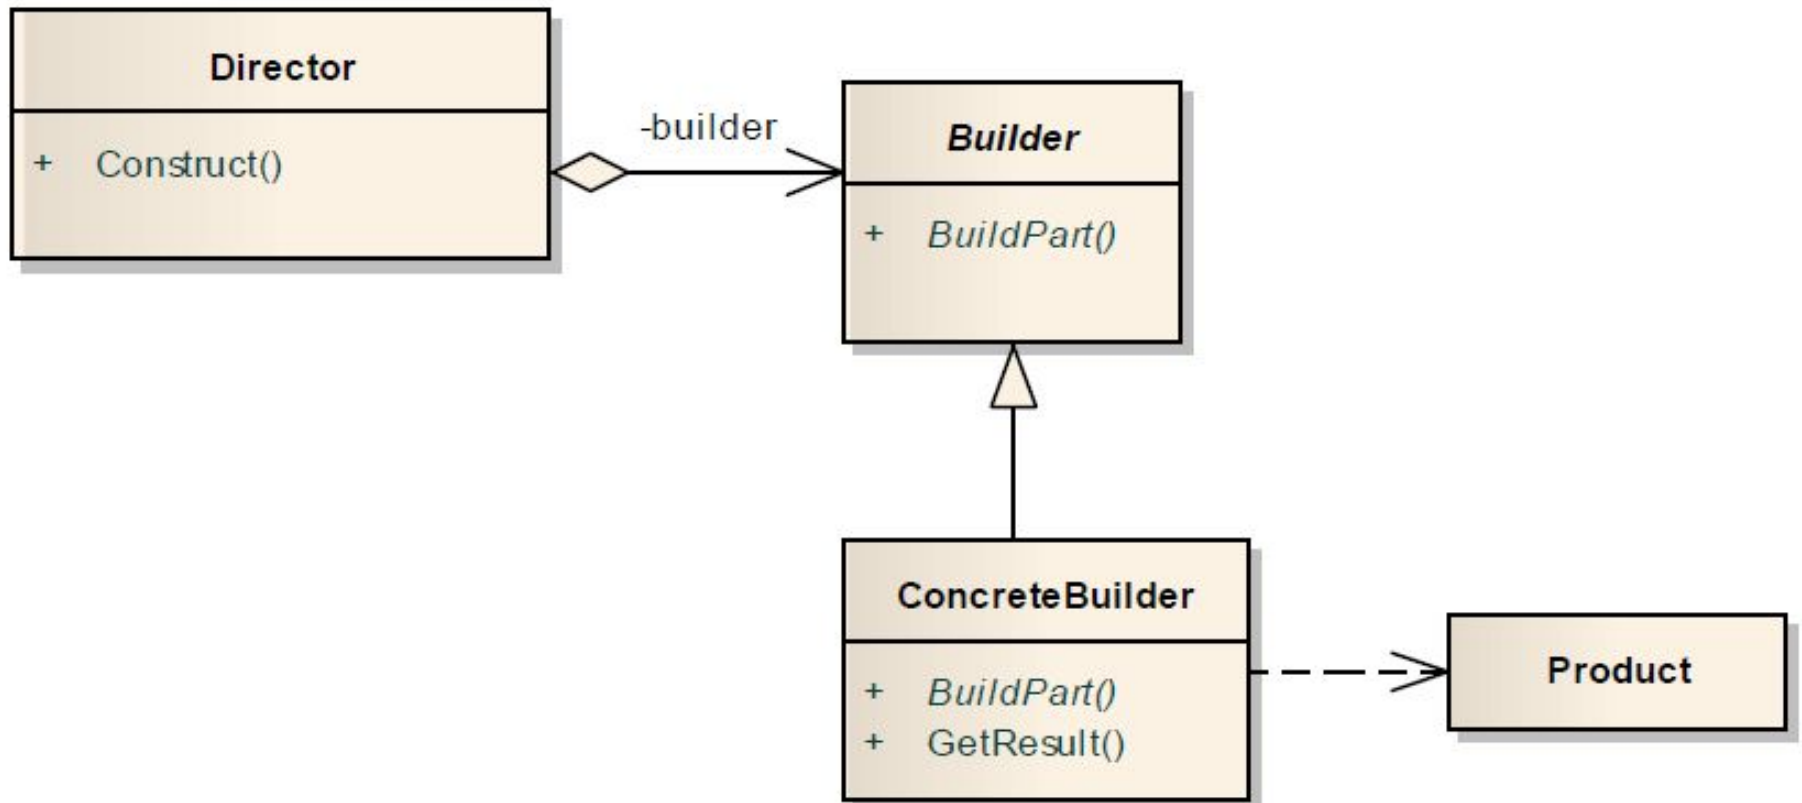 Director
+ Construct()
-builder
Builder
+ BuildPart()
ConcreteBuilder
+ BuildPart()
+ GetResult()
Product